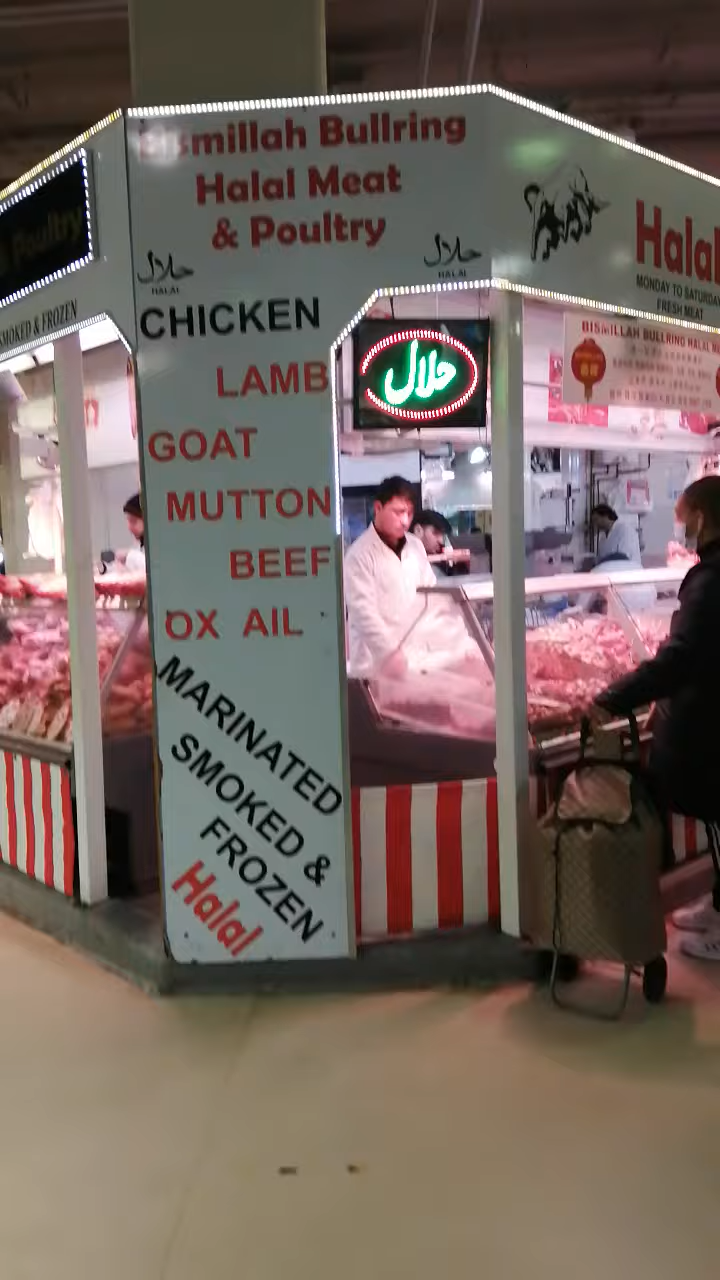 Bismillah Bullring
Halal Meat
& Poultry
حلال
HALAL
حلال
HALAL
CHICKEN
LAMB
GOAT
MUTTON
BEEF
OX AIL
MARINATED
SMOKED &
FROZEN
Halal
& Poultry
SMOKED & FROZEN
حلال
Halal
MONDAY TO SATURDAY
FRESH MEAT
BISMILLAH BULLRING HALAL